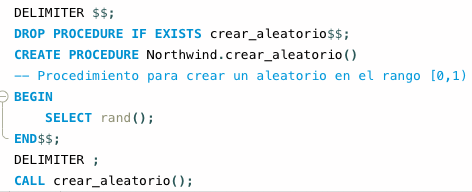 DELIMITER $$;
DROP PROCEDURE IF EXISTS crear_aleatorio$$;
CREATE PROCEDURE Northwind.crear_aleatorio()
-- Procedimiento para crear un aleatorio en el rango [0,1)
BEGIN
    SELECT rand();
END$$;
DELIMITER ;
CALL crear_aleatorio();